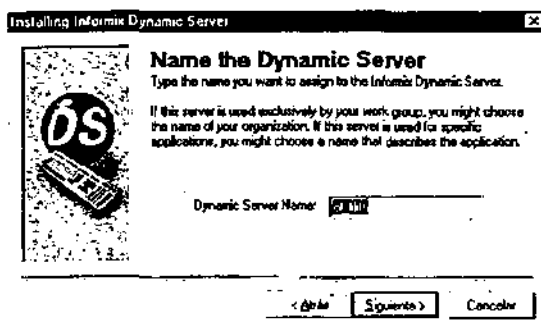 Installing Informix Dynamic Server
Name the Dynamic Server
Type the name you want to assign to the Informix Dynamic Server.
If this server is used exclusively by your work group, you might choose
the name of your organization. If this server is used for specific
applications, you might choose a name that describes the application.
DS
Dynamic Server Name:
< Atrás
Siguiente >
Cancelar